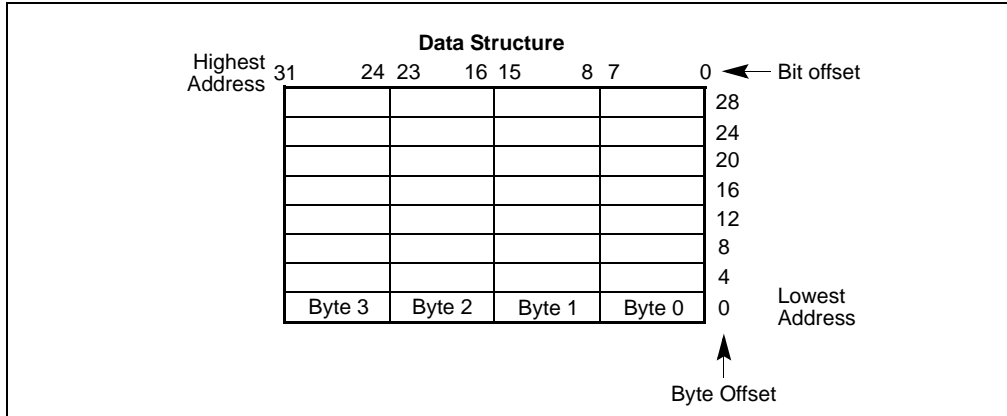 Data Structure
Highest
Address
31 24 23 16 15 8 7 0
Bit offset
28
24
20
16
12
8
4
Byte 3 Byte 2 Byte 1 Byte 0 0
Lowest
Address
Byte Offset